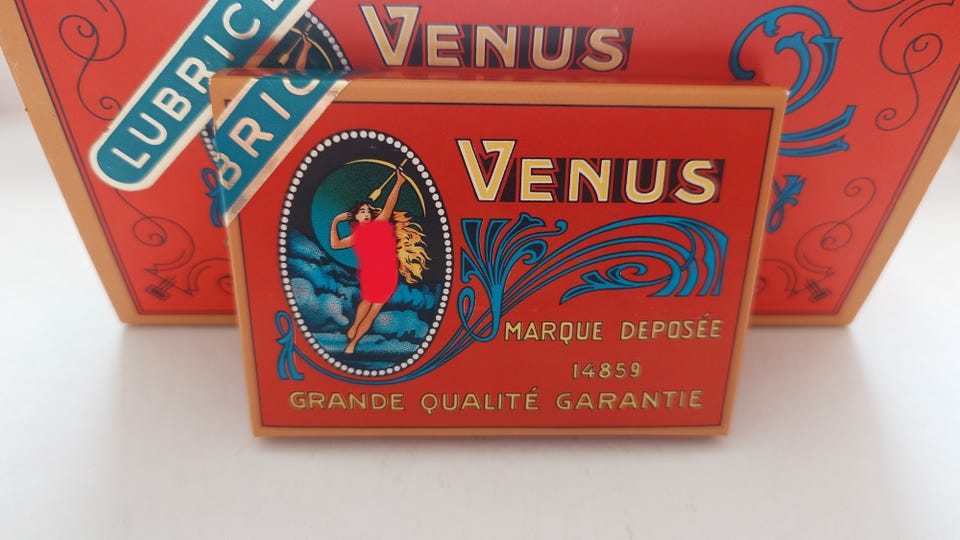 LUBRIC
VENUS
BRIC
VENUS
MARQUE DEPOSÉE
14859
GRANDE QUALITÉ GARANTIE